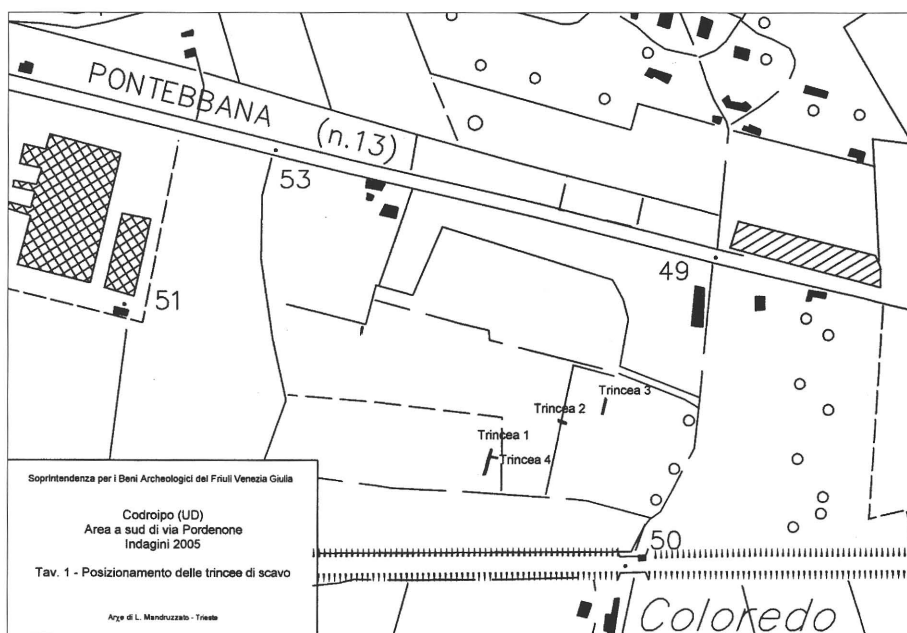 PONTEBBANA (n.13)
53
49
51
Trincea 3
Trincea 2
Trincea 1
Trincea 4
50
Coloredo
Soprintendenza per i Beni Archeologici del Friuli Venezia Giulia
Codroipo (UD)
Area a sud di via Pordenone
Indagini 2005
Tav. 1 - Posizionamento delle trincee di scavo
di L. Mandruzzato - Trieste